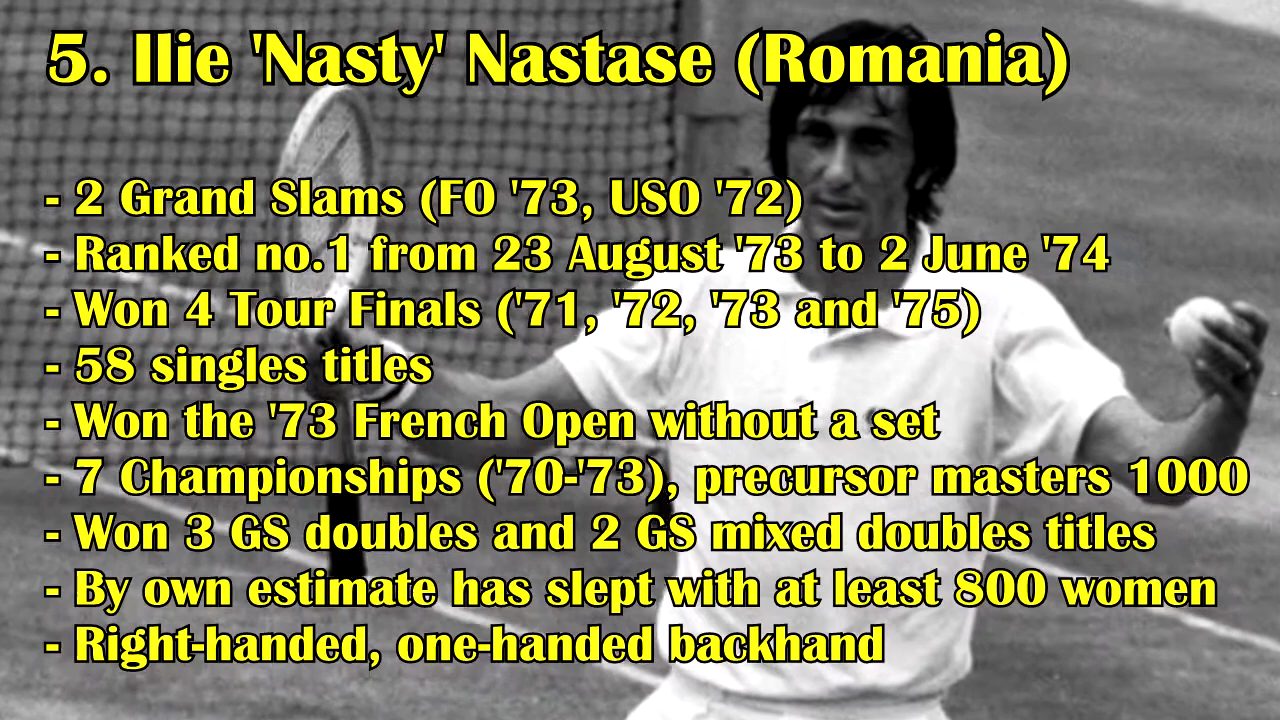 5. Ilie 'Nasty' Nastase (Romania)
- 2 Grand Slams (FO '73, USO '72)
- Ranked no.1 from 23 August '73 to 2 June '74
- Won 4 Tour Finals ('71, '72, '73 and '75)
- 58 singles titles
- Won the '73 French Open without a set
- 7 Championships ('70-'73), precursor masters 1000
- Won 3 GS doubles and 2 GS mixed doubles titles
- By own estimate has slept with at least 800 women
- Right-handed, one-handed backhand